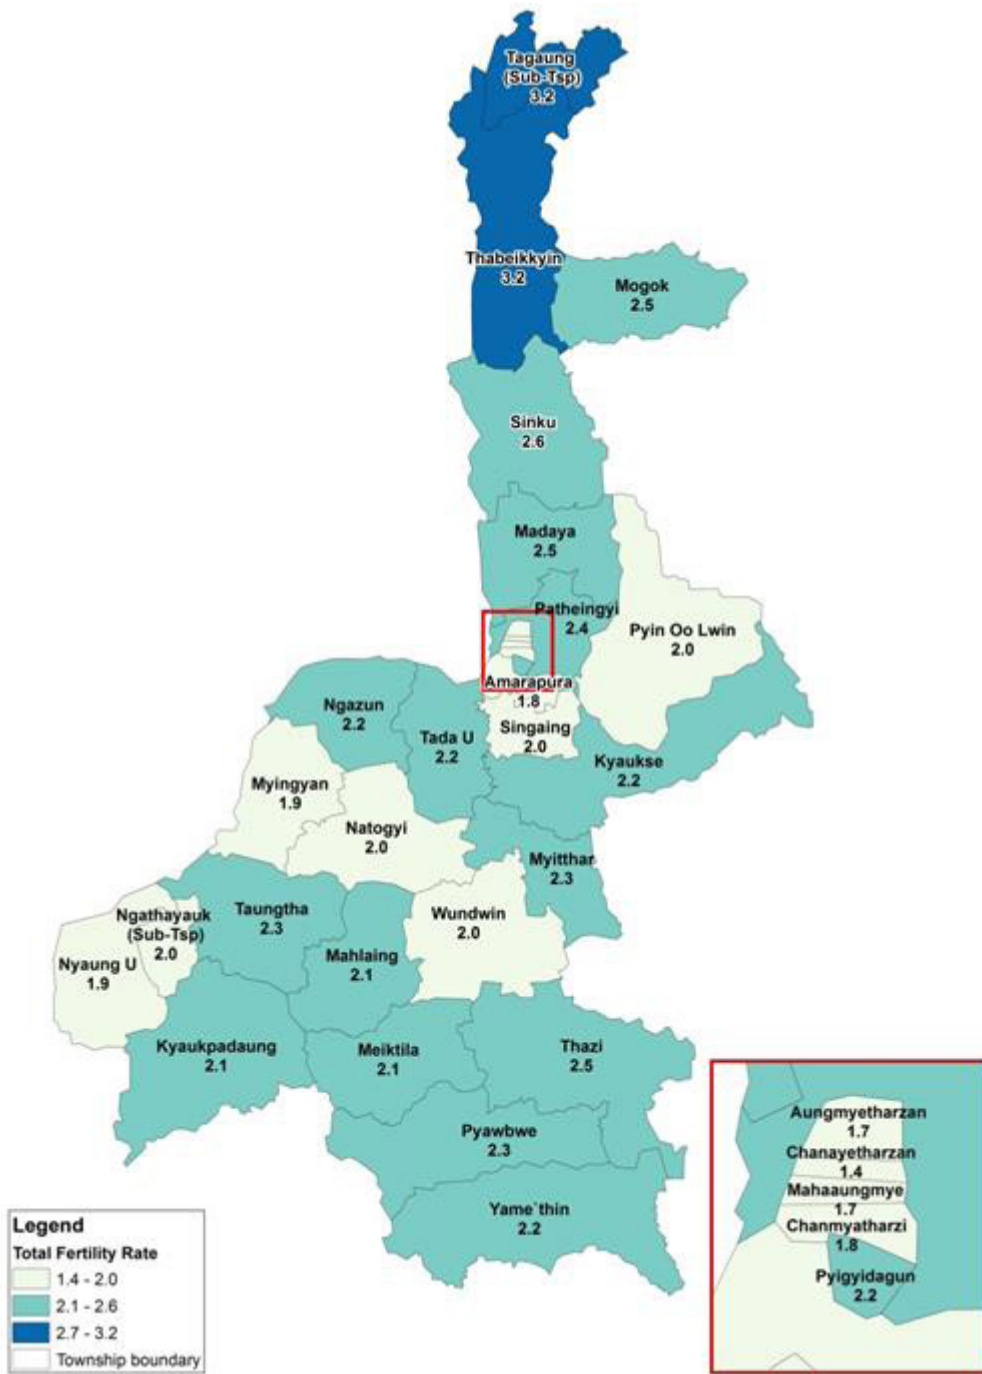 Tagaung
(Sub-Tsp)
3.2
Thabeikkyin
3.2
Mogok
2.5
Sinku
2.6
Madaya
2.5
Patheingyi
2.4
Pyin Oo Lwin
2.0
Amarapura
1.8
Singaing
2.0
Ngazun
2.2
Tada U
2.2
Kyaukse
2.2
Myingyan
1.9
Natogyi
2.0
Myitthar
2.3
Ngathayauk
(Sub-Tsp)
2.0
Taungtha
2.3
Wundwin
2.0
Mahlaing
2.1
Nyaung U
1.9
Kyaukpadaung
2.1
Meiktila
2.1
Thazi
2.5
Pyawbwe
2.3
Yame`thin
2.2
Aungmyetharzan
1.7
Chanayetharzan
1.4
Mahaaungmye
1.7
Chanmyatharzi
1.8
Pyigyidagun
2.2
Legend
Total Fertility Rate
1.4 - 2.0
2.1 - 2.6
2.7 - 3.2
Township boundary